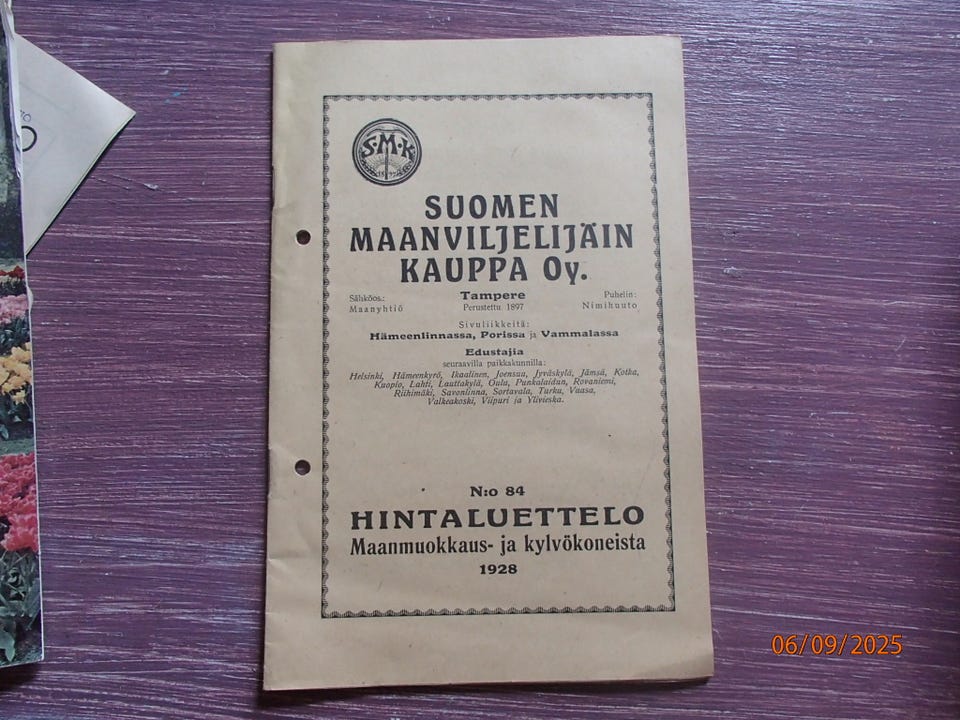 S·M·K
1897
SUOMEN
MAANVILJELIJÄIN
KAUPPA Oy.
Sähköos.: Tampere Puhelin:
Maanyhtiö Perustettu 1897 Nimihuuto
Sivuliikkeitä:
Hämeenlinnassa, Porissa ja Vammalassa
Edustajia
seuraavilla paikkakunnilla:
Helsinki, Hämeenkyrö, Ikaalinen, Joensuu, Jyväskylä, Jämsä, Kotka,
Kuopio, Lahti, Lauttakylä, Oulu, Punkalaidun, Rovaniemi,
Riihimäki, Savonlinna, Sortavala, Turku, Vaasa,
Valkeakoski, Viipuri ja Ylivieska.
N:o 84
HINTALUETTELO
Maanmuokkaus- ja kylvökoneista
1928
06/09/2025